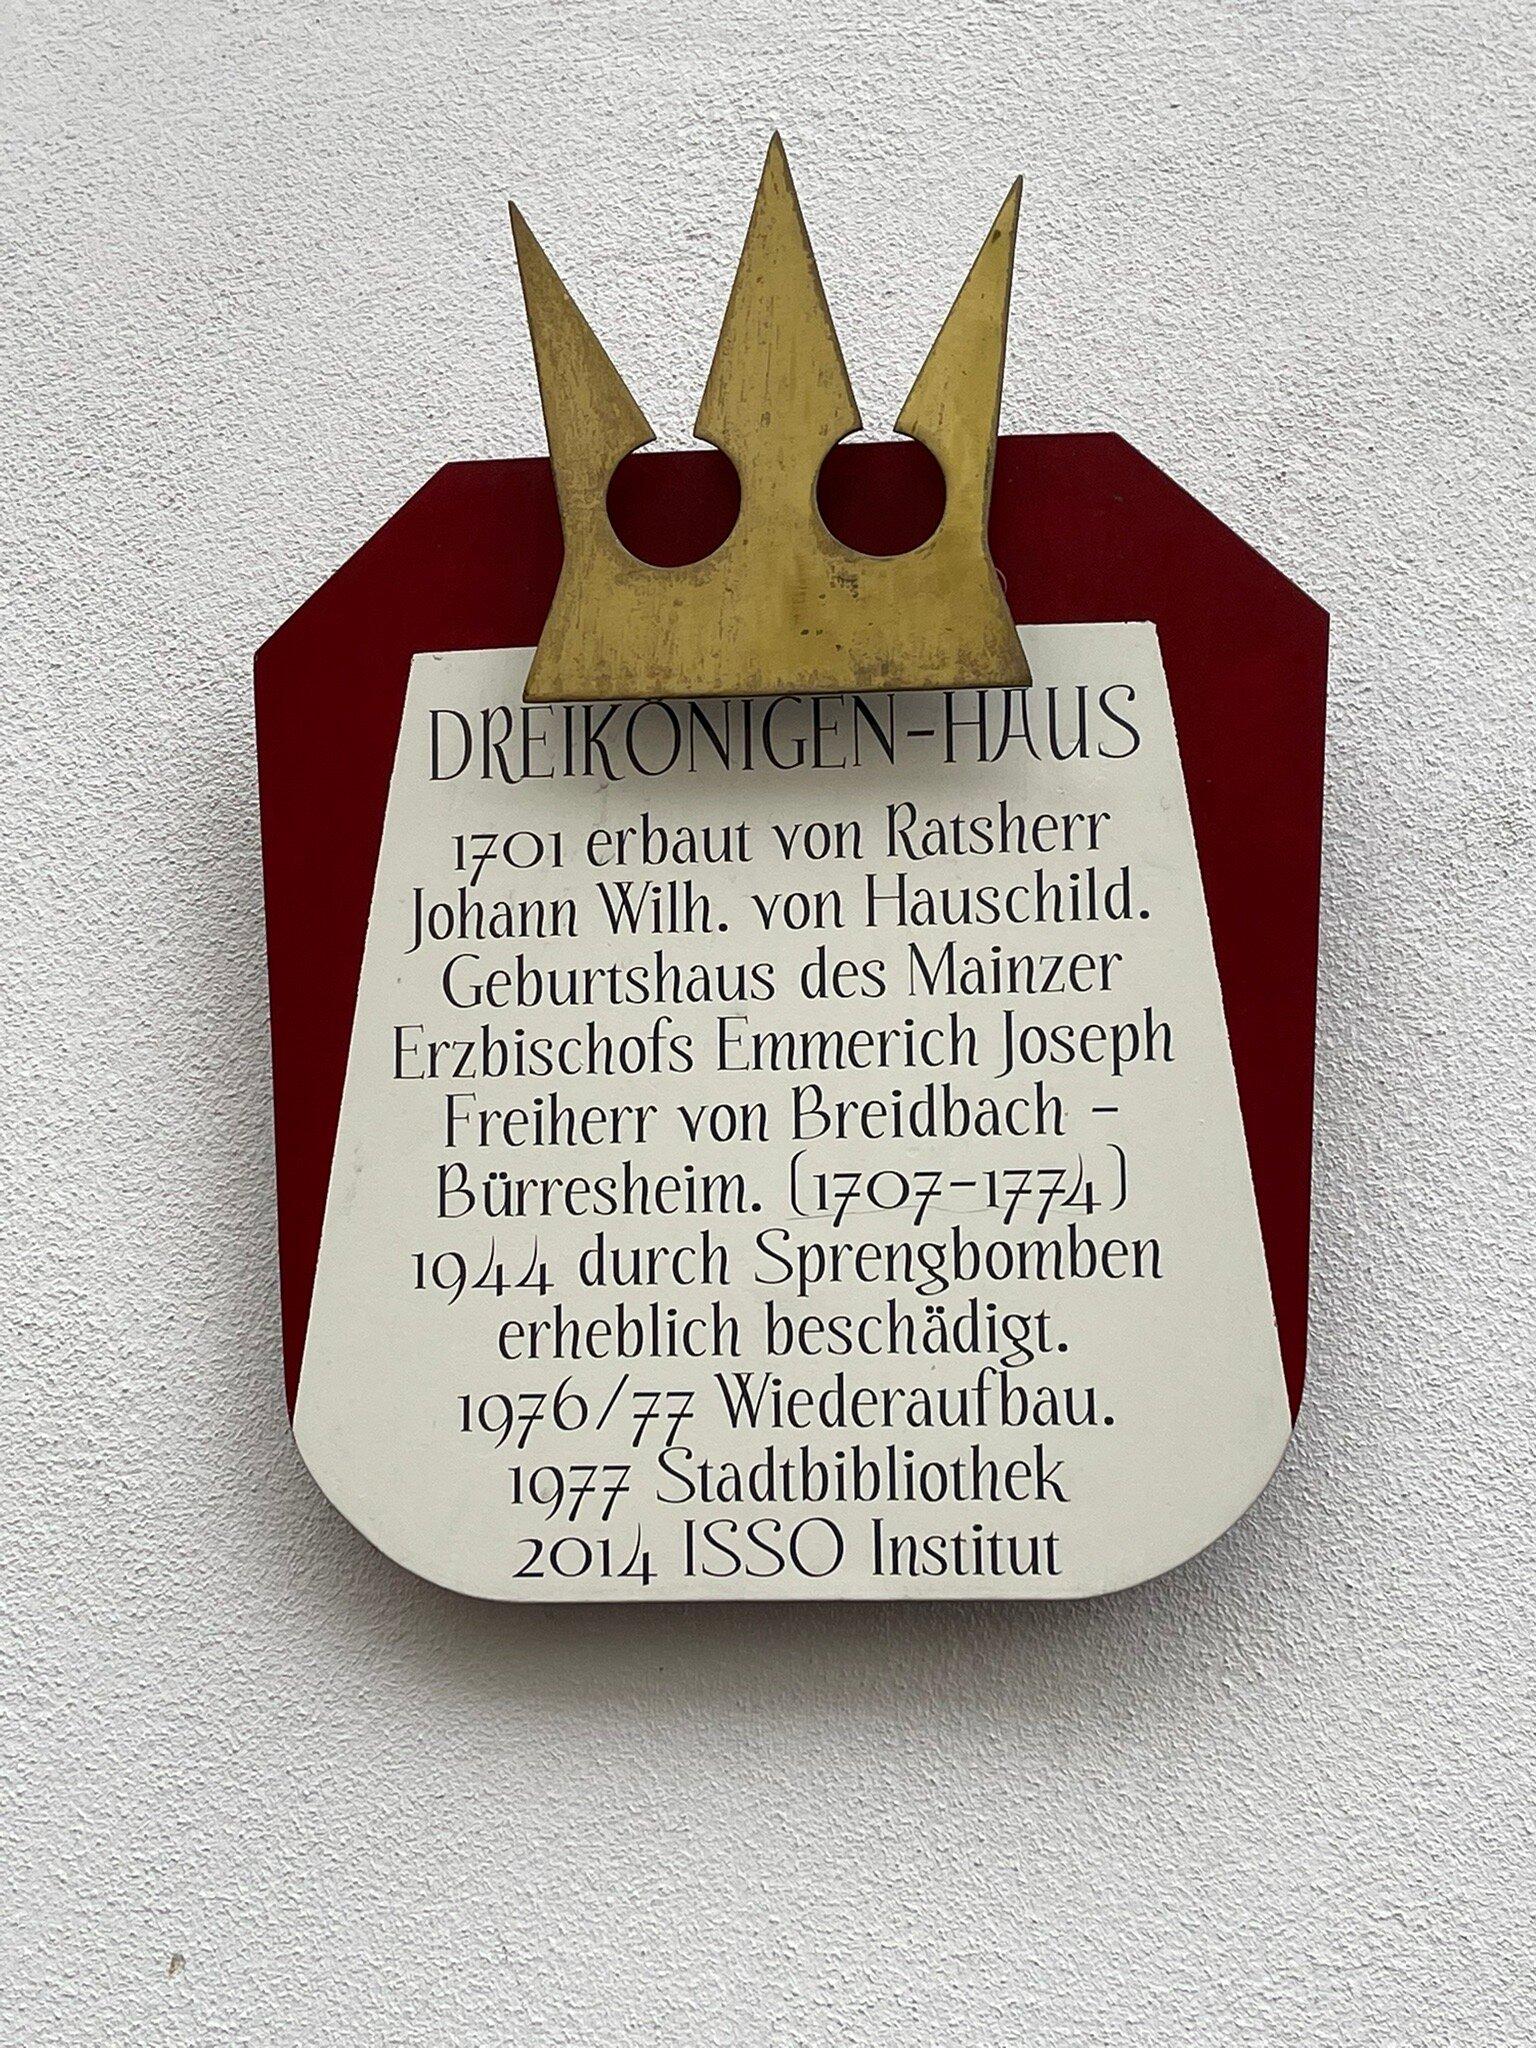 DREIKÖNIGEN-HAUS
1701 erbaut von Ratsherr
Johann Wilh. von Hauschild.
Geburtshaus des Mainzer
Erzbischofs Emmerich Joseph
Freiherr von Breidbach -
Bürresheim. (1707-1774)
1944 durch Sprengbomben
erheblich beschädigt.
1976/77 Wiederaufbau.
1977 Stadtbibliothek
2014 ISSO Institut